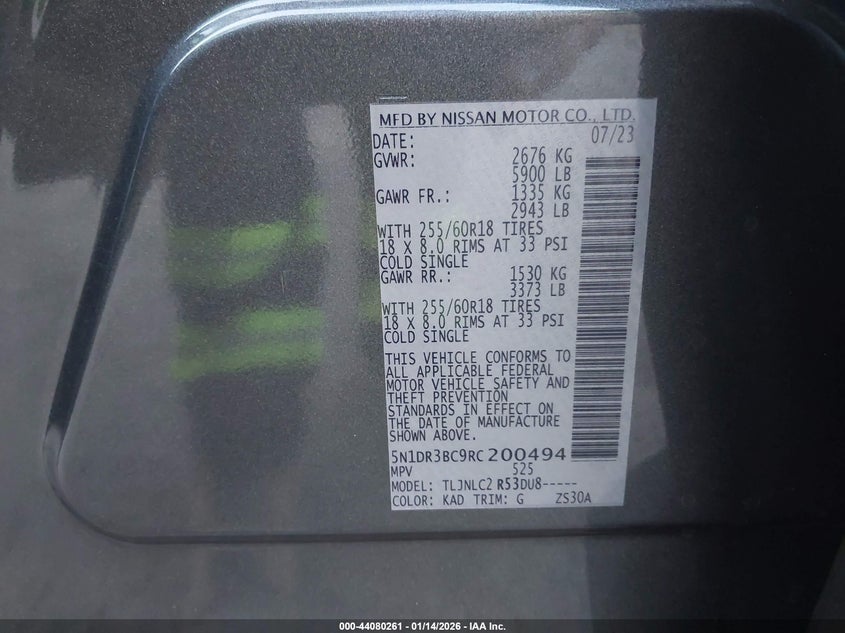 MFD BY NISSAN MOTOR CO., LTD.
DATE: 07/23
GVWR: 2676 KG
5900 LB
GAWR FR.: 1335 KG
2943 LB
WITH 255/60R18 TIRES
18 X 8.0 RIMS AT 33 PSI
COLD SINGLE
GAWR RR.: 1530 KG
3373 LB
WITH 255/60R18 TIRES
18 X 8.0 RIMS AT 33 PSI
COLD SINGLE
THIS VEHICLE CONFORMS TO
ALL APPLICABLE FEDERAL
MOTOR VEHICLE SAFETY AND
THEFT PREVENTION
STANDARDS IN EFFECT ON
THE DATE OF MANUFACTURE
SHOWN ABOVE.
5N1DR3BC9RC200494
MPV 525
MODEL: TLJNLC2 R53DU8-----
COLOR: KAD TRIM: G ZS30A
000-44080261 - 01/14/2026 - IAA Inc.